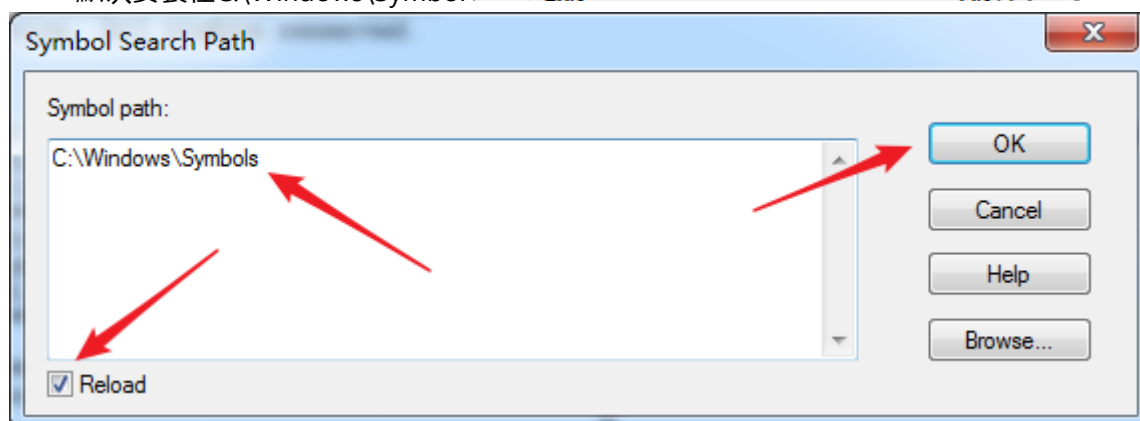 Symbol Search Path
Symbol path:
C:\Windows\Symbols
OK
Cancel
Help
Browse...
Reload